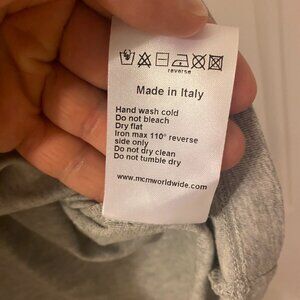 reverse
Made in Italy
Hand wash cold
Do not bleach
Dry flat
Iron max 110° reverse
side only
Do not dry clean
Do not tumble dry
www.mcmworldwide.com